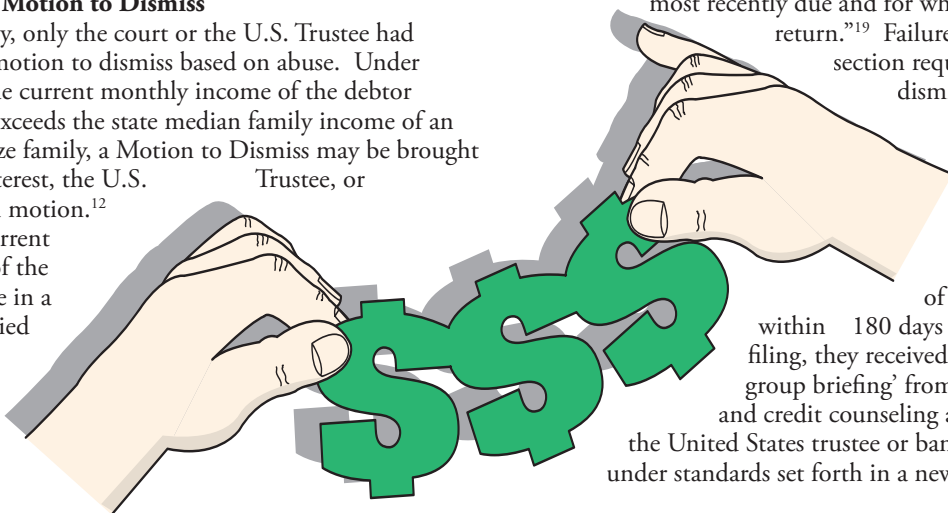 Motion to Dismiss
y, only the court or the U.S. Trustee had
motion to dismiss based on abuse. Under
e current monthly income of the debtor
xceeds the state median family income of an
ze family, a Motion to Dismiss may be brought
terest, the U.S. Trustee, or
motion.12
rrent
f the
e in a
ied
most recently due and for wh
return.”19 Failure
section requ
dism
of
within 180 days
filing, they received
group briefing’ from
and credit counseling a
the United States trustee or ban
under standards set forth in a new
$$$